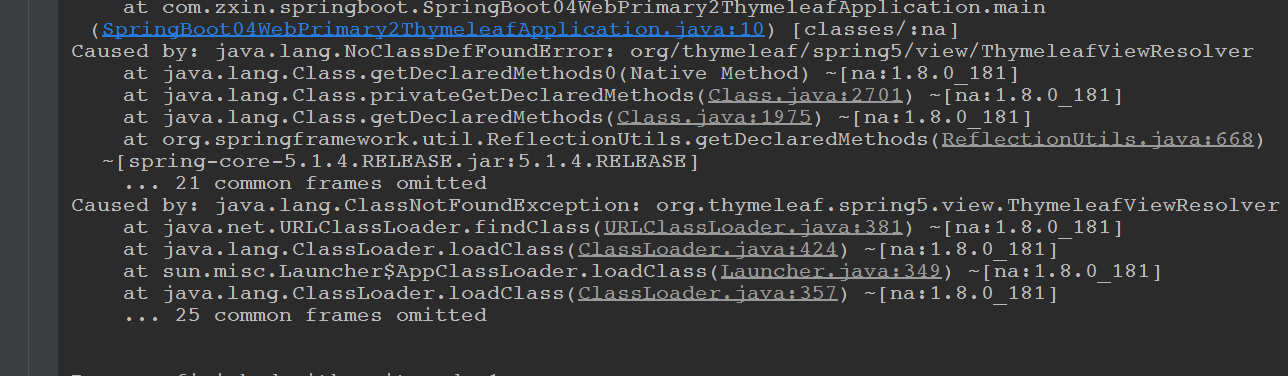 at com.zxin.springboot.SpringBoot04WebPrimary2ThymeleafApplication.main
(SpringBoot04WebPrimary2ThymeleafApplication.java:10) [classes/:na]
Caused by: java.lang.NoClassDefFoundError: org/thymeleaf/spring5/view/ThymeleafViewResolver
at java.lang.Class.getDeclaredMethods0(Native Method) ~[na:1.8.0_181]
at java.lang.Class.privateGetDeclaredMethods(Class.java:2701) ~[na:1.8.0_181]
at java.lang.Class.getDeclaredMethods(Class.java:1975) ~[na:1.8.0_181]
at org.springframework.util.ReflectionUtils.getDeclaredMethods(ReflectionUtils.java:668)
~[spring-core-5.1.4.RELEASE.jar:5.1.4.RELEASE]
... 21 common frames omitted
Caused by: java.lang.ClassNotFoundException: org.thymeleaf.spring5.view.ThymeleafViewResolver
at java.net.URLClassLoader.findClass(URLClassLoader.java:381) ~[na:1.8.0_181]
at java.lang.ClassLoader.loadClass(ClassLoader.java:424) ~[na:1.8.0_181]
at sun.misc.Launcher$AppClassLoader.loadClass(Launcher.java:349) ~[na:1.8.0_181]
at java.lang.ClassLoader.loadClass(ClassLoader.java:357) ~[na:1.8.0_181]
... 25 common frames omitted